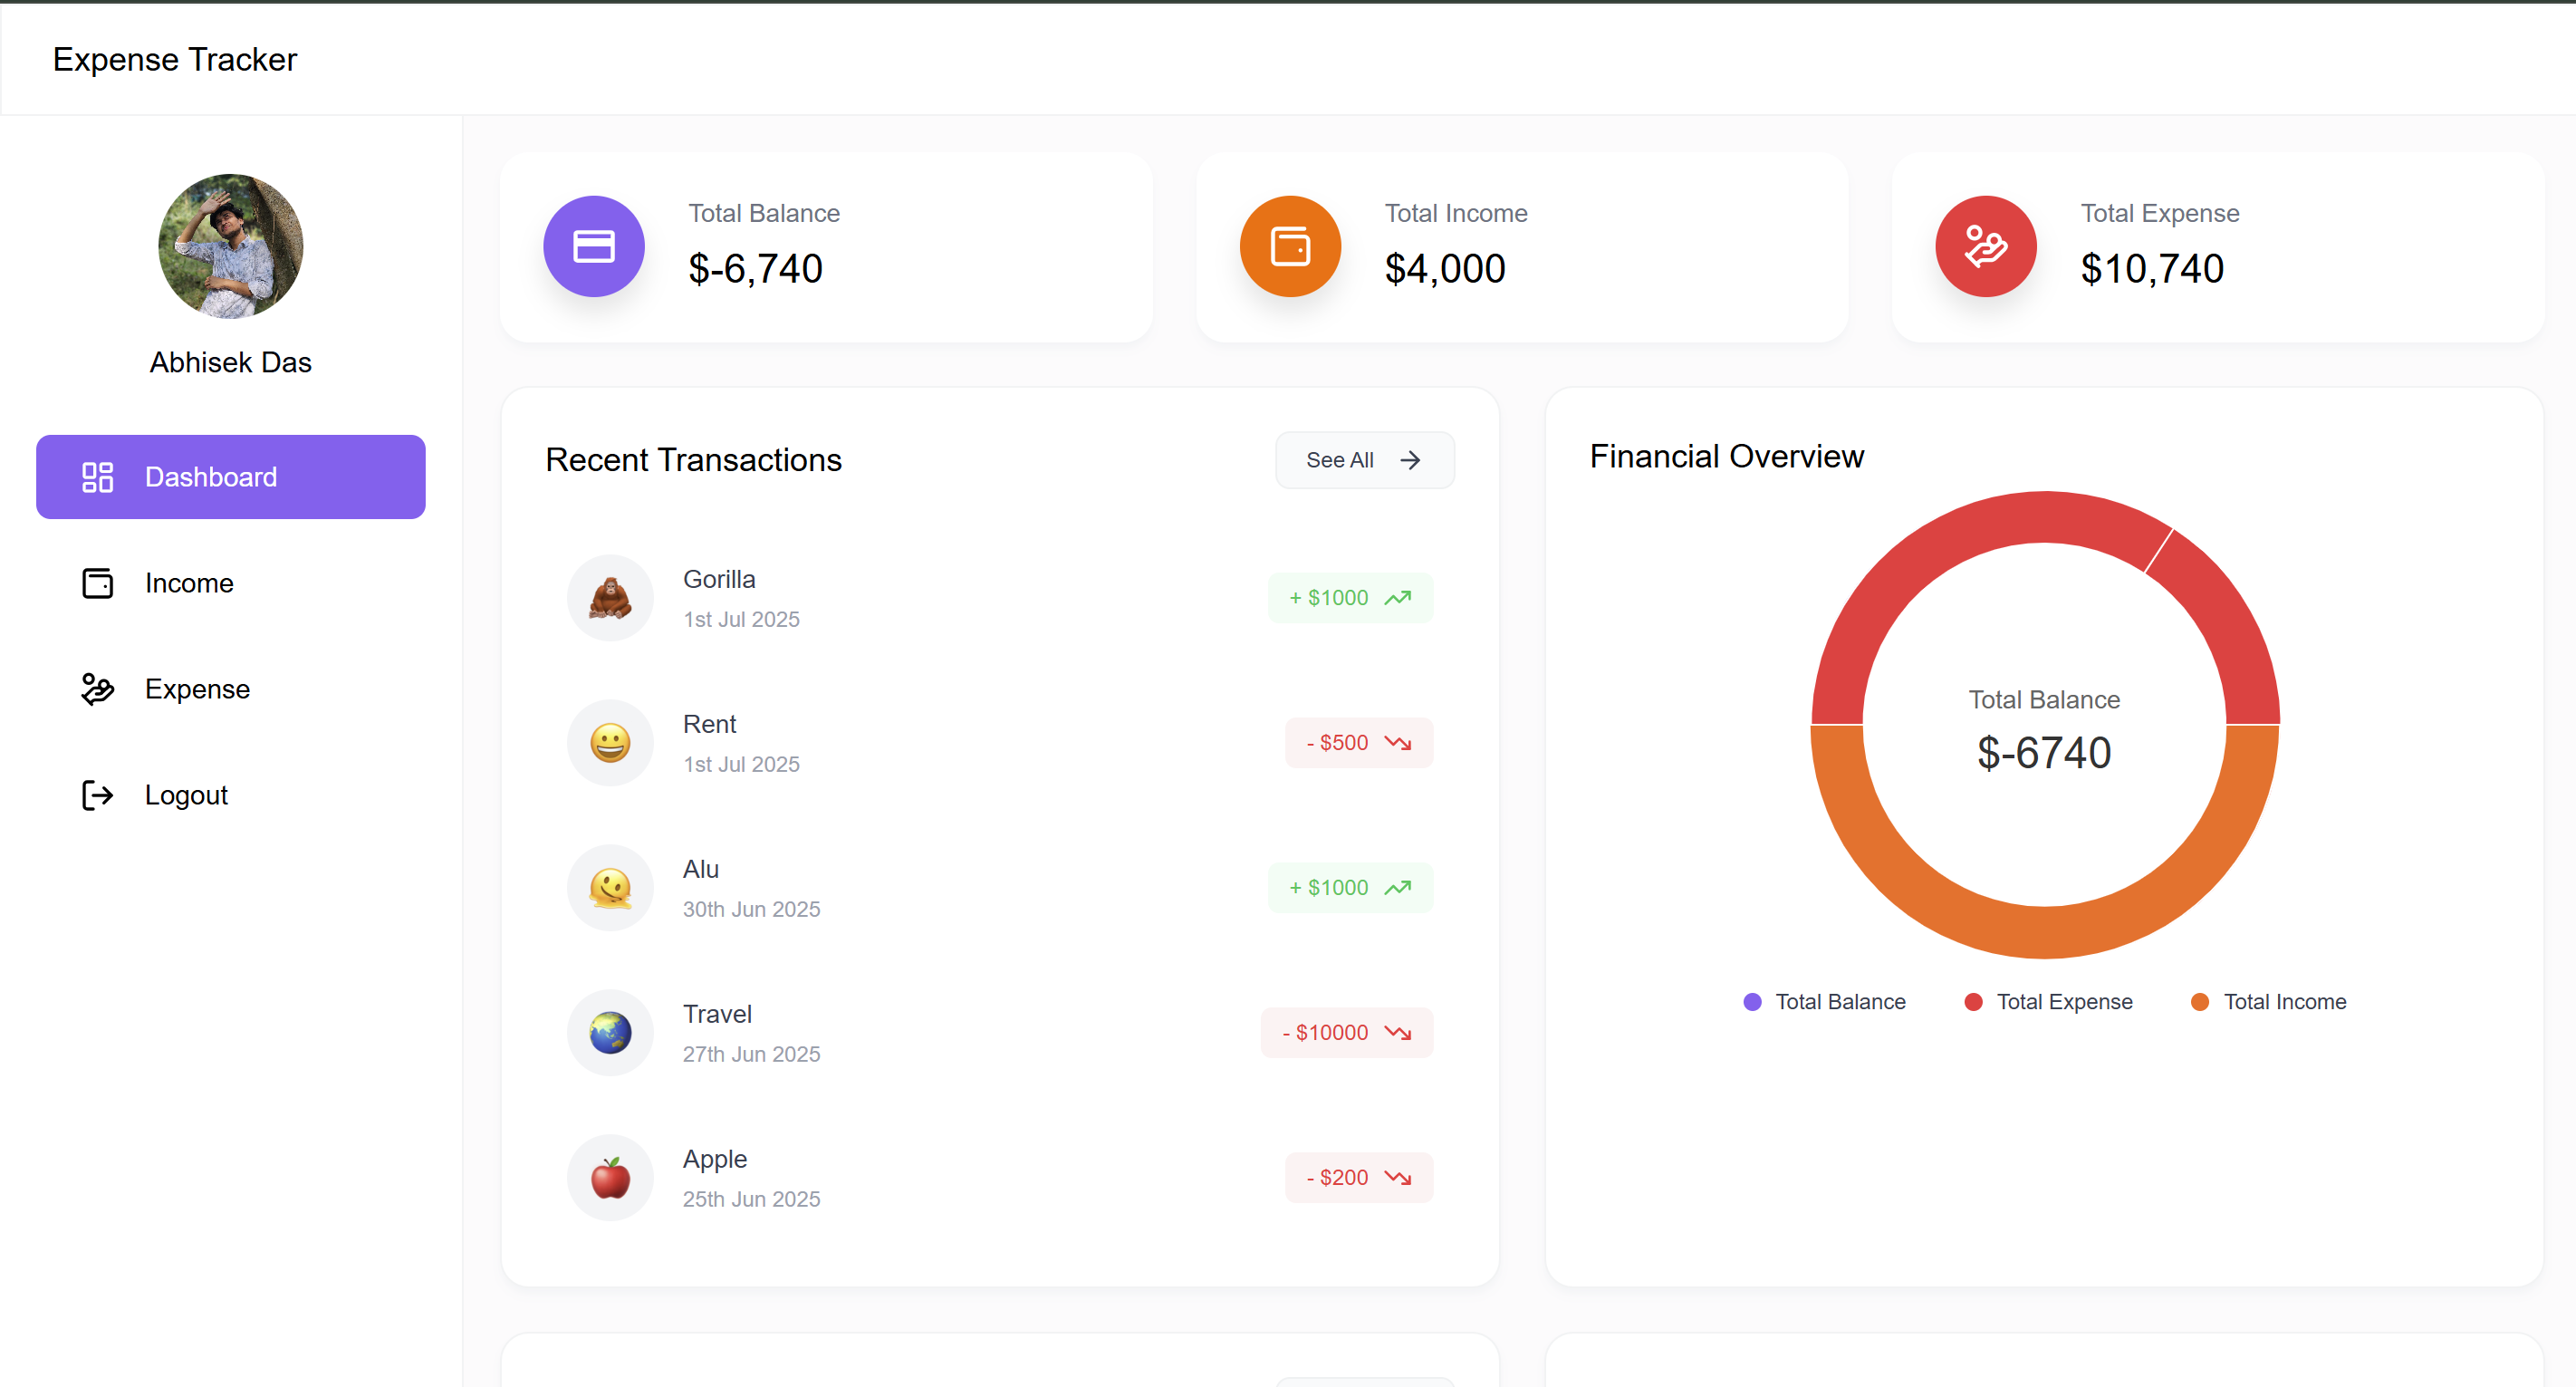 Expense Tracker
Abhisek Das
Dashboard
Income
Expense
Logout
Total Balance
$-6,740
Total Income
$4,000
Total Expense
$10,740
Recent Transactions
See All
Gorilla
1st Jul 2025
+ $1000
Rent
1st Jul 2025
- $500
Alu
30th Jun 2025
+ $1000
Travel
27th Jun 2025
- $10000
Apple
25th Jun 2025
- $200
Financial Overview
Total Balance
$-6740
Total Balance
Total Expense
Total Income